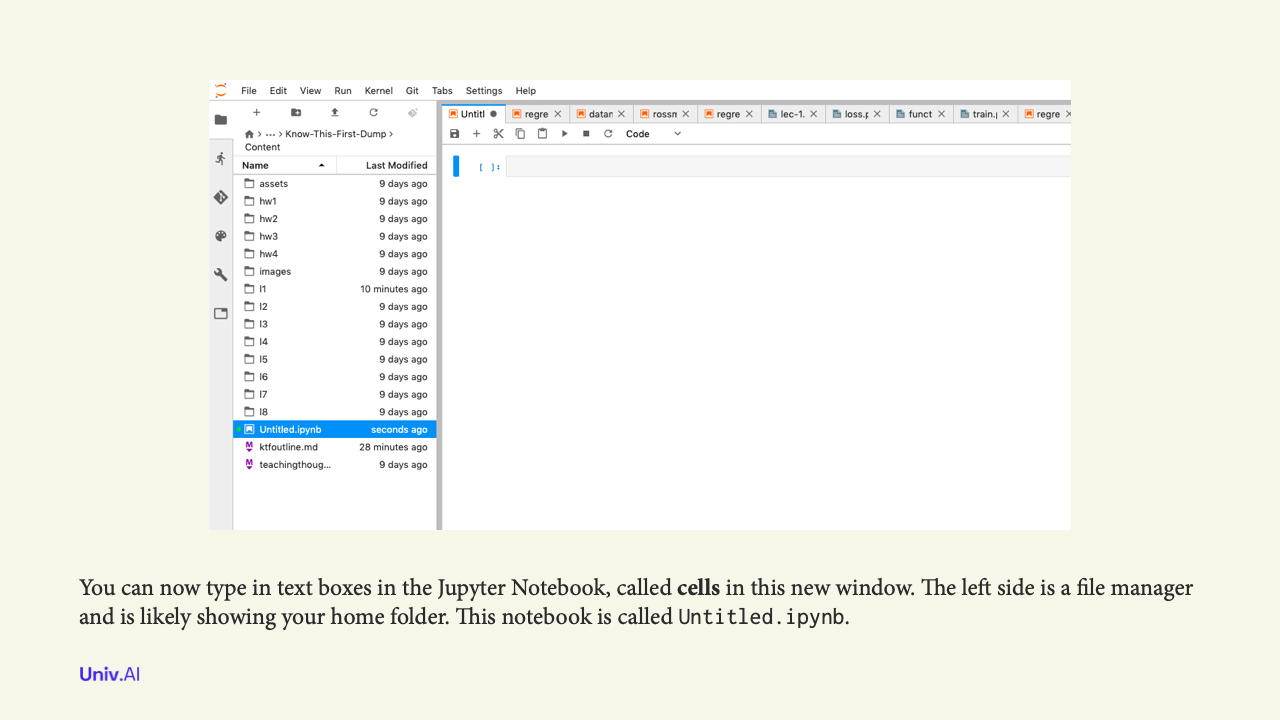 File Edit View Run Kernel Git Tabs Settings Help
Untitl regre datan rossn regre lec-1. loss.p funct train.p regre
Code
… > Know-This-First-Dump >
Content
Name Last Modified
[ ]:
assets 9 days ago
hw1 9 days ago
hw2 9 days ago
hw3 9 days ago
hw4 9 days ago
images 9 days ago
l1 10 minutes ago
l2 9 days ago
l3 9 days ago
l4 9 days ago
l5 9 days ago
l6 9 days ago
l7 9 days ago
l8 9 days ago
Untitled.ipynb seconds ago
ktfoutline.md 28 minutes ago
teachingthoug... 9 days ago
You can now type in text boxes in the Jupyter Notebook, called cells in this new window. The left side is a file manager
and is likely showing your home folder. This notebook is called Untitled.ipynb.
Univ.AI